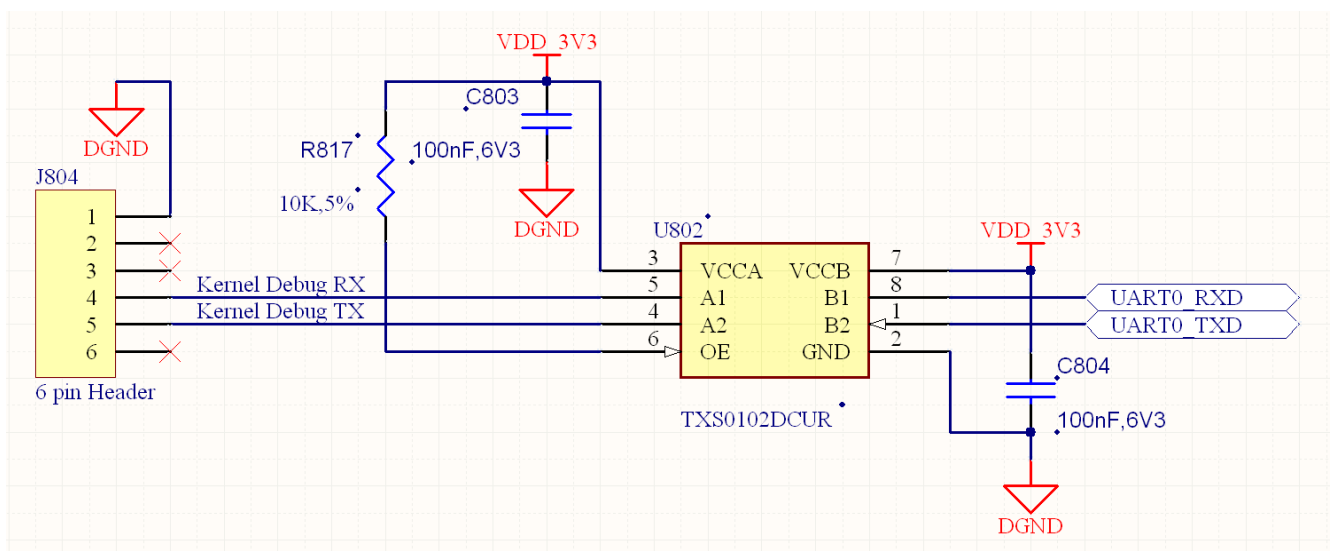 VDD_3V3
C803
DGND
R817
100nF,6V3
J804
10K,5%
DGND
U802
VDD_3V3
1
2
3
4
5
6
Kernel Debug RX
Kernel Debug TX
3
5
4
6
VCCA
A1
A2
OE
VCCB
B1
B2
GND
7
8
1
2
UART0_RXD
UART0_TXD
6 pin Header
TXS0102DCUR
C804
100nF,6V3
DGND